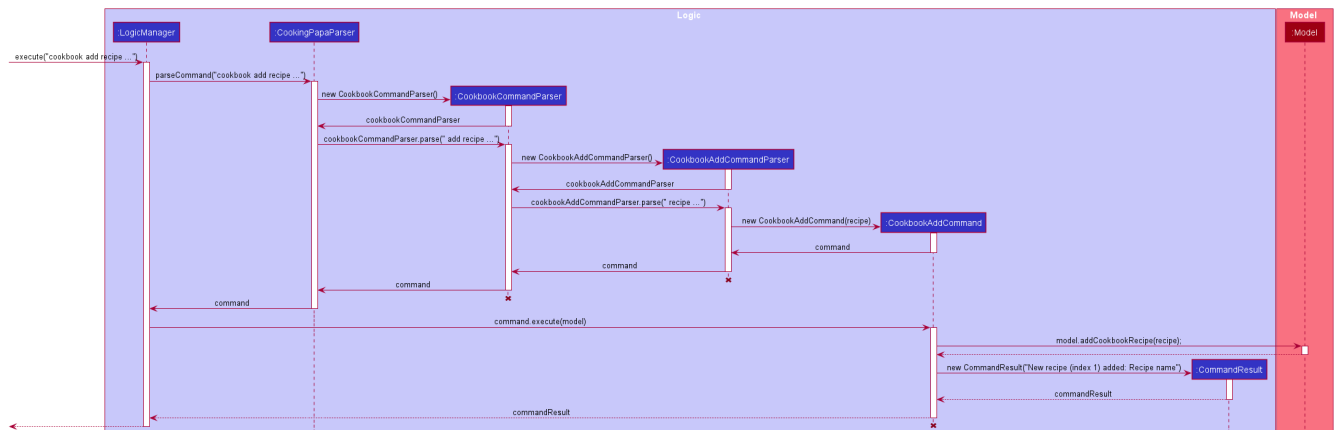 Logic
Model
:LogicManager
:CookingPapaParser
:Model
execute("cookbook add recipe ...")
parseCommand("cookbook add recipe ...")
new CookbookCommandParser()
:CookbookCommandParser
cookbookCommandParser
cookbookCommandParser.parse(" add recipe ...")
new CookbookAddCommandParser()
:CookbookAddCommandParser
cookbookAddCommandParser
cookbookAddCommandParser.parse(" recipe ...")
new CookbookAddCommand(recipe)
:CookbookAddCommand
command
command
command
command
command.execute(model)
model.addCookbookRecipe(recipe);
new CommandResult("New recipe (index 1) added: Recipe name")
:CommandResult
commandResult
commandResult